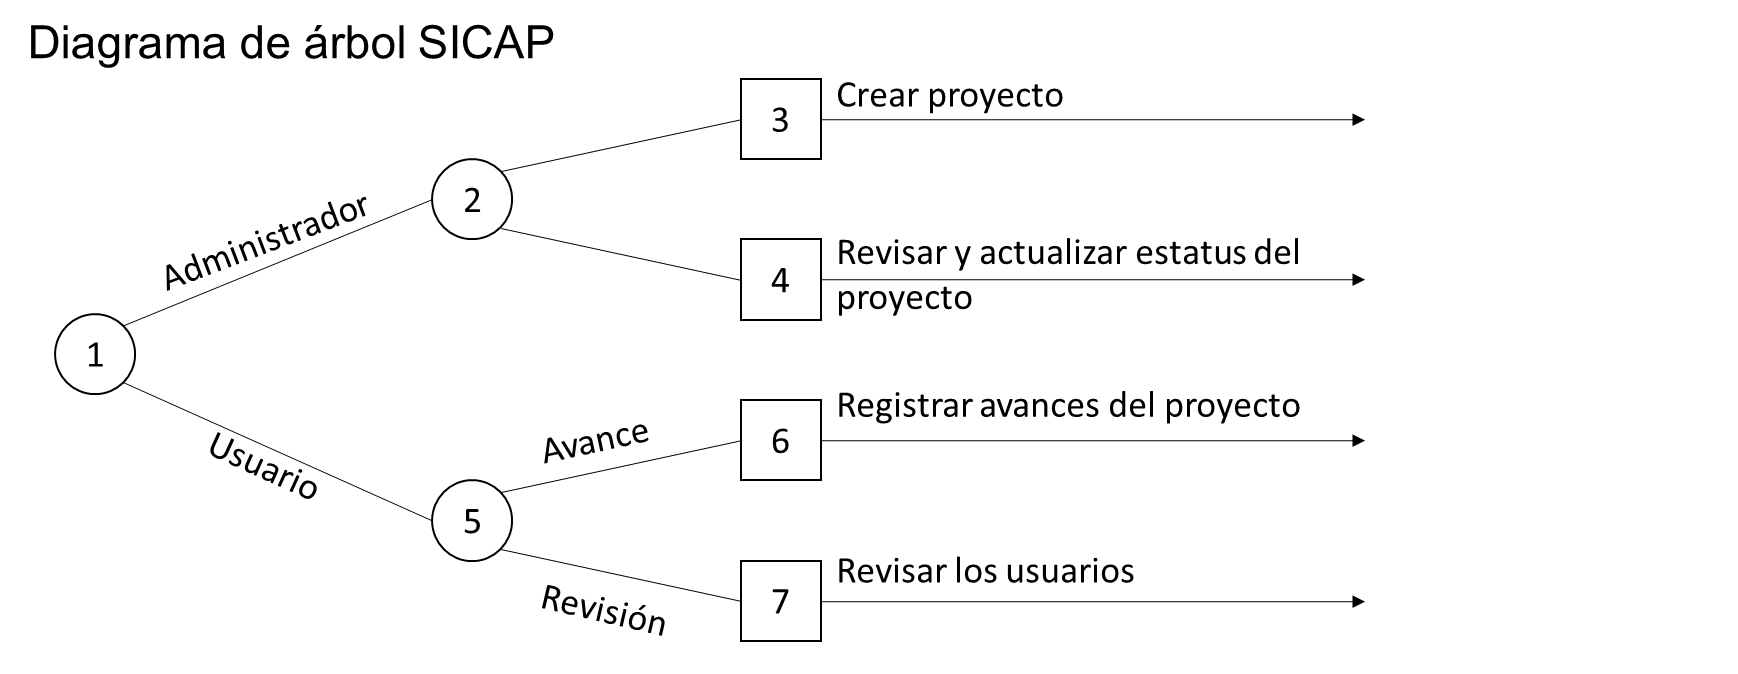 Diagrama de árbol SICAP
3
Crear proyecto
Administrador
2
4
Revisar y actualizar estatus del
proyecto
1
Usuario
Avance
6
Registrar avances del proyecto
5
Revisión
7
Revisar los usuarios